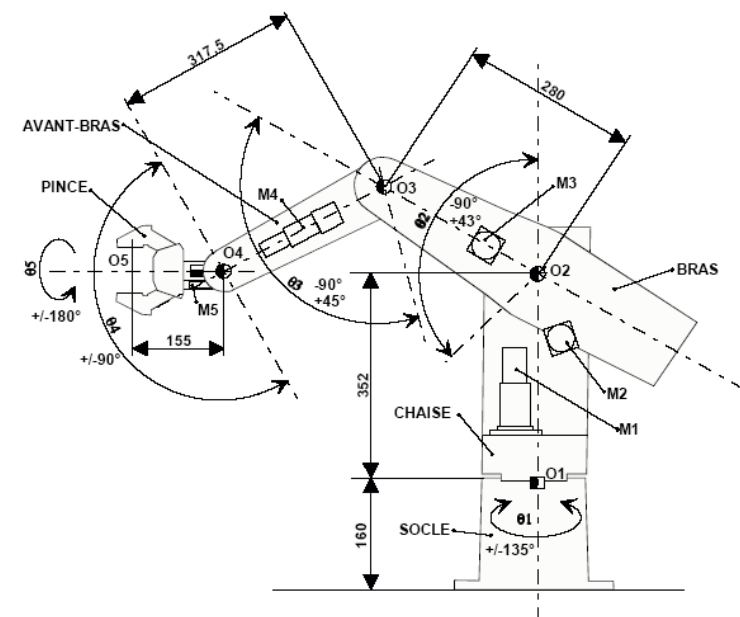 317.5
280
AVANT-BRAS
PINCE
M4
O3
-90°
+43°
M3
θ2
O5
O4
θ5
O2
BRAS
θ3
-90°
+45°
M5
+/-180°
θ4
155
+/-90°
352
M2
M1
CHAISE
O1
160
SOCLE
θ1
+/-135°